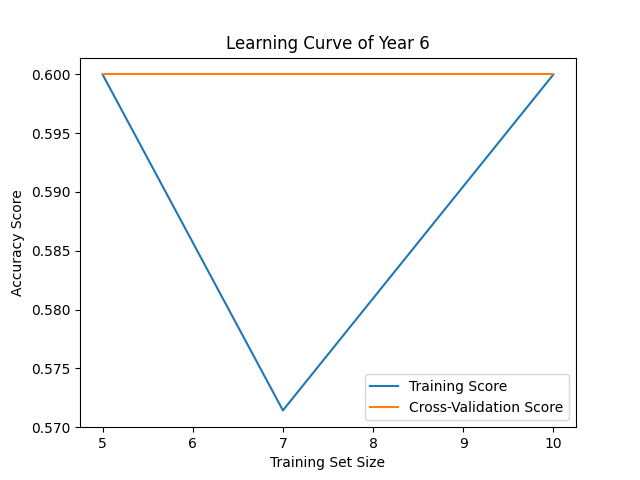 Learning Curve of Year 6
Accuracy Score
0.600
0.595
0.590
0.585
0.580
0.575
0.570
Training Score
Cross-Validation Score
5 6 7 8 9 10
Training Set Size